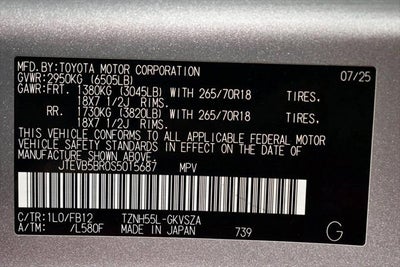 MFD.BY:TOYOTA MOTOR CORPORATION 07/25
GVWR:2950KG (6505LB)
GAWR:FRT. 1380KG (3045LB) WITH 265/70R18 TIRES.
18X7 1/2J RIMS.
RR. 1730KG (3820LB) WITH 265/70R18 TIRES.
18X7 1/2J RIMS.
THIS VEHICLE CONFORMS TO ALL APPLICABLE FEDERAL MOTOR
VEHICLE SAFETY STANDARDS IN EFFECT ON THE DATE OF
JTEVB5BR0S5015687 MPV
C/TR:1L0/FB12 TZNH55L-GKVSZA
A/TM: /L580F MADE IN JAPAN 739 G